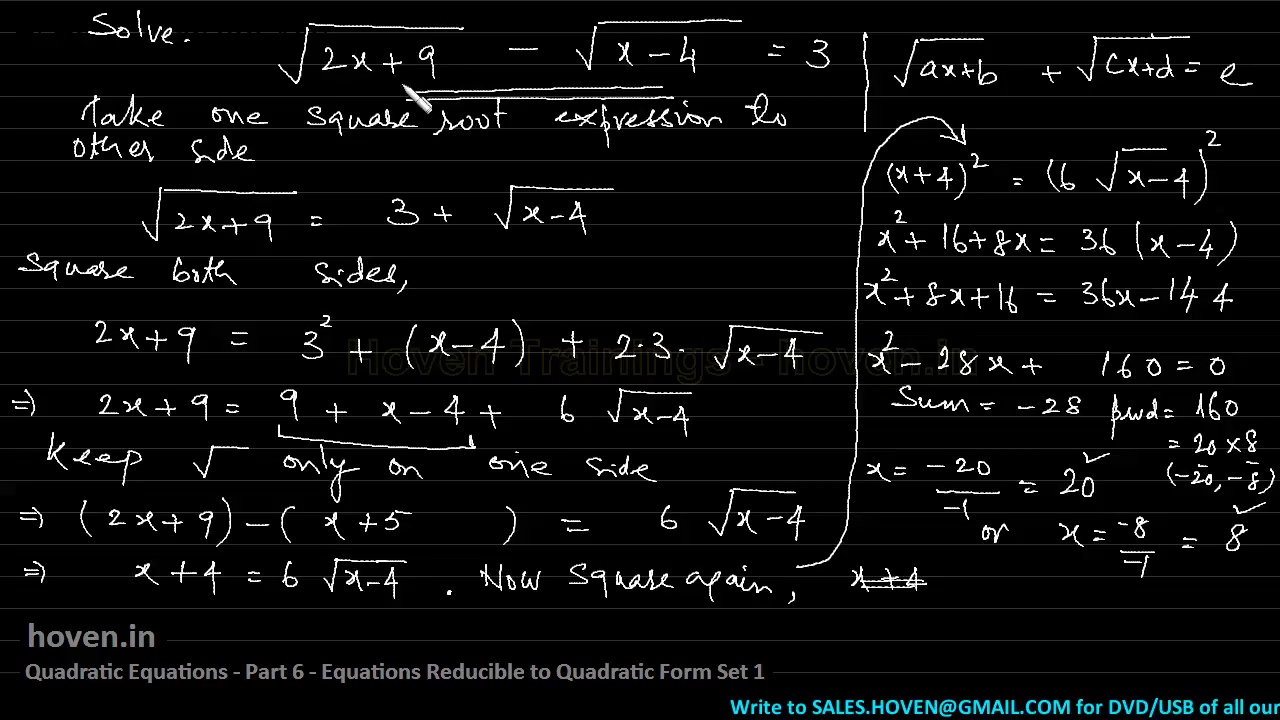 Solve.
√(2x + 9) − √(x − 4) = 3
√(ax+b) + √(cx+d) = e
Take one square root expression to
other side
√(2x+9) = 3 + √(x−4)
Square both sides,
2x+9 = 3² + (x−4) + 2.3. √(x−4)
⇒ 2x+9 = 9 + x−4 + 6 √(x−4)
Keep √ only on one side
⇒ (2x+9) − (x+5 ) = 6 √(x−4)
⇒ x+4 = 6 √(x−4) . Now Square again, x+4
(x+4)² = (6 √(x−4))²
x² + 16+8x = 36 (x−4)
x² + 8x+16 = 36x−144
x² − 28x + 160 = 0
Sum = −28 prod = 160
= 20 × 8
(−20, −8)
x = −20/−1 = 20 ✓
or x = −8/−1 = 8 ✓
Hoven Trainings - hoven.in
hoven.in
Quadratic Equations - Part 6 - Equations Reducible to Quadratic Form Set 1
Write to SALES.HOVEN@GMAIL.COM for DVD/USB of all our